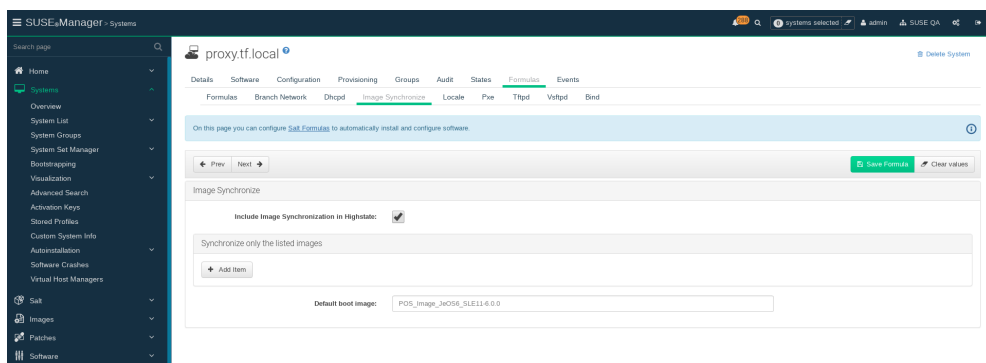 SUSE Manager > Systems
0 systems selected
admin
SUSE QA
Search page
Home
Systems
Overview
System List
System Groups
System Set Manager
Bootstrapping
Visualization
Advanced Search
Activation Keys
Stored Profiles
Custom System Info
Autoinstallation
Software Crashes
Virtual Host Managers
Salt
Images
Patches
Software
proxy.tf.local ?
Delete System
Details Software Configuration Provisioning Groups Audit States Formulas Events
Formulas Branch Network Dhcpd Image Synchronize Locale Pxe Tftpd Vsftpd Bind
On this page you can configure Salt Formulas to automatically install and configure software.
Prev Next
Save Formula Clear values
Image Synchronize
Include Image Synchronization in Highstate:
Synchronize only the listed images
+ Add Item
Default boot image: POS_Image_JeOS6_SLE11-6.0.0